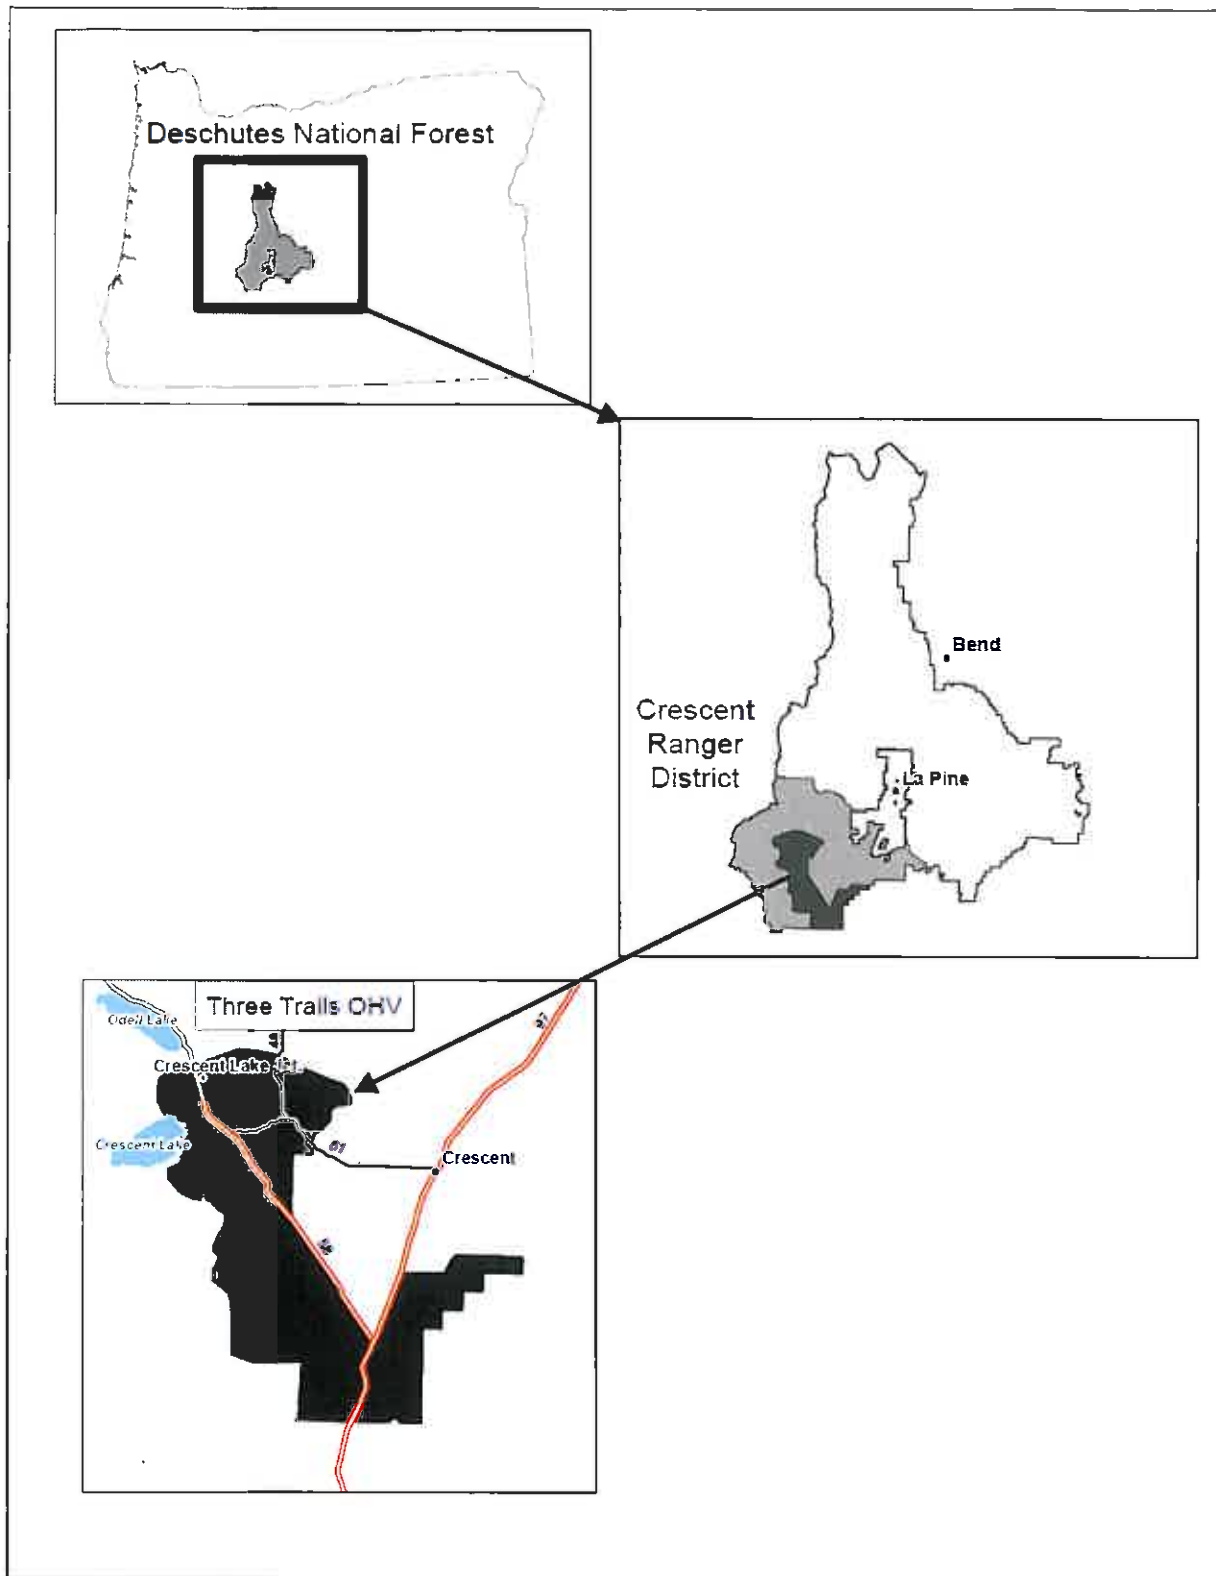 Deschutes National Forest
Bend
Crescent
Ranger
District
La Pine
Three Trails OHV
Odell Lake
97
Crescent Lake Jct.
Crescent Lake
61
Crescent
58